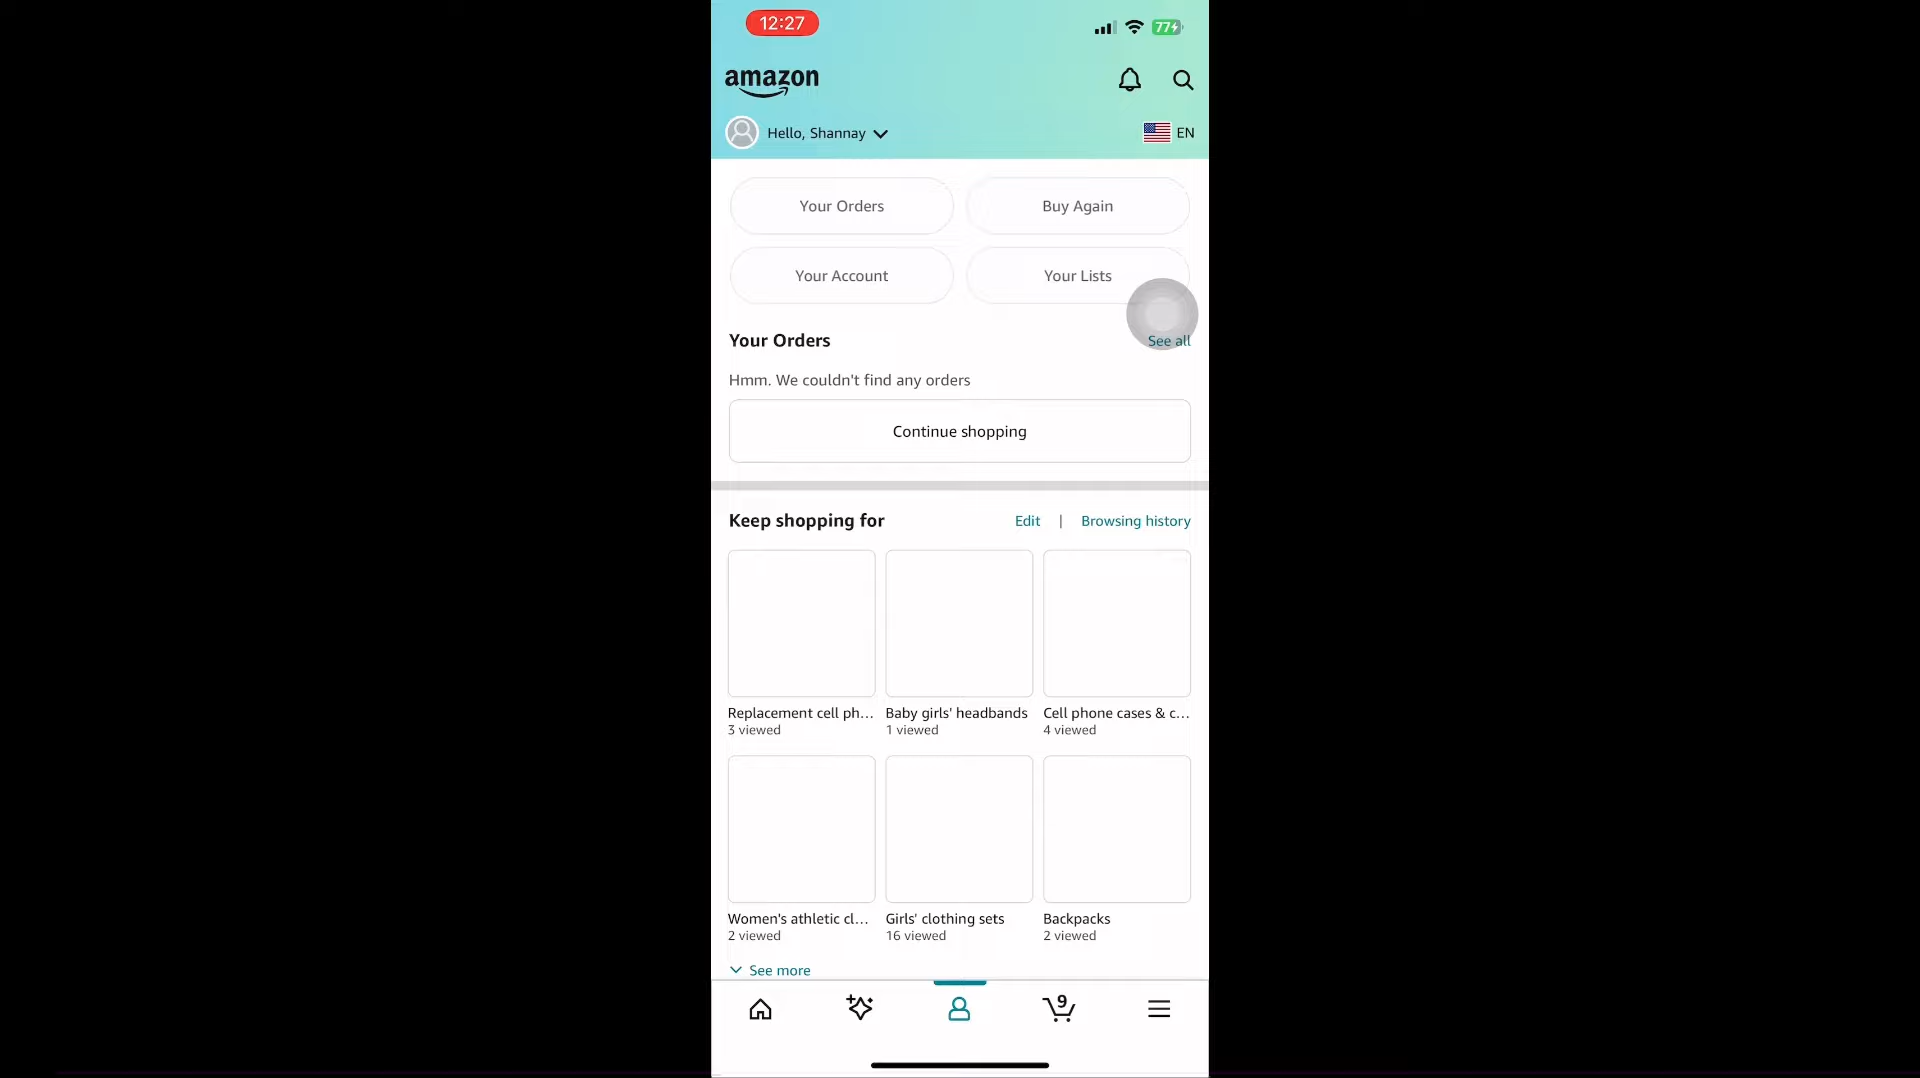 12:27
77
amazon
Hello, Shannay
EN
Your Orders
Buy Again
Your Account
Your Lists
Your Orders
See all
Hmm. We couldn't find any orders
Continue shopping
Keep shopping for
Edit | Browsing history
Replacement cell ph...
Baby girls' headbands
Cell phone cases & c...
3 viewed
1 viewed
4 viewed
Women's athletic cl...
Girls' clothing sets
Backpacks
2 viewed
16 viewed
2 viewed
See more
9